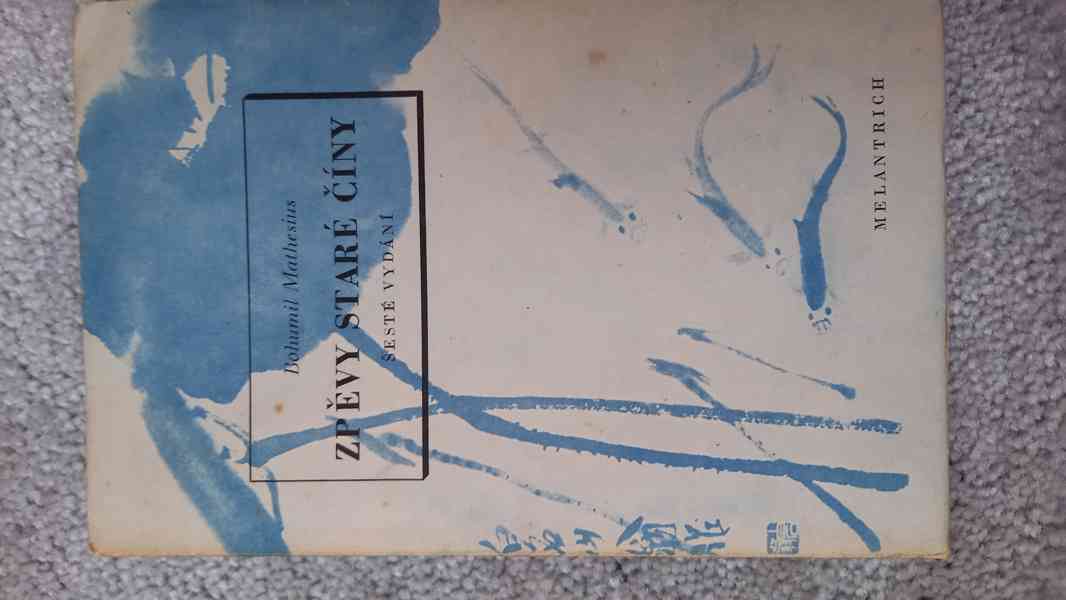 Bohumil Mathesius
ZPĚVY STARÉ ČÍNY
ŠESTÉ VYDÁNÍ
MELANTRICH